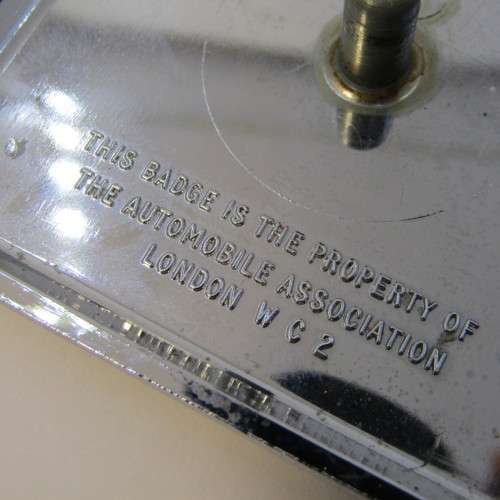 THIS BADGE IS THE PROPERTY OF
THE AUTOMOBILE ASSOCIATION
LONDON W C 2